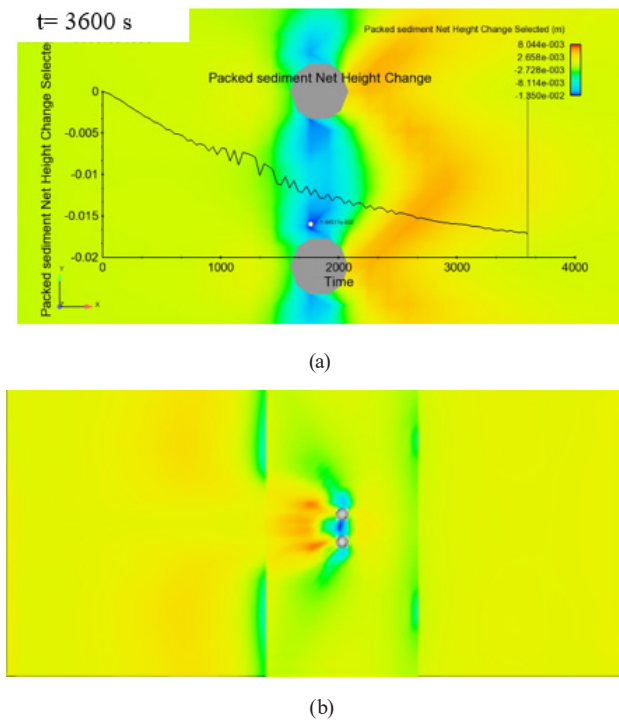 t= 3600 s
Packed sediment Net Height Change Selected (m)
8.044e-003
2.658e-003
-2.728e-003
-8.114e-003
-1.350e-002
Packed sediment Net Height Change
Packed sediment Net Height Change Selected
0
-0.005
-0.01
-0.015
-0.02
0
1000
2000
3000
4000
Time
Y
Z
X
(a)
(b)